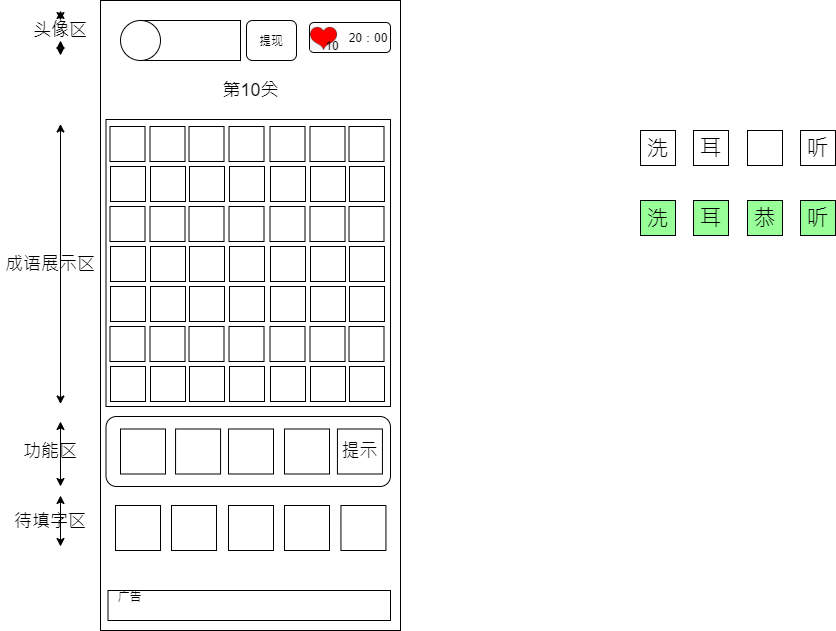 头像区
提现
10
20：00
第10关
成语展示区
功能区
提示
待填字区
广告
洗 耳 听
洗 耳 恭 听